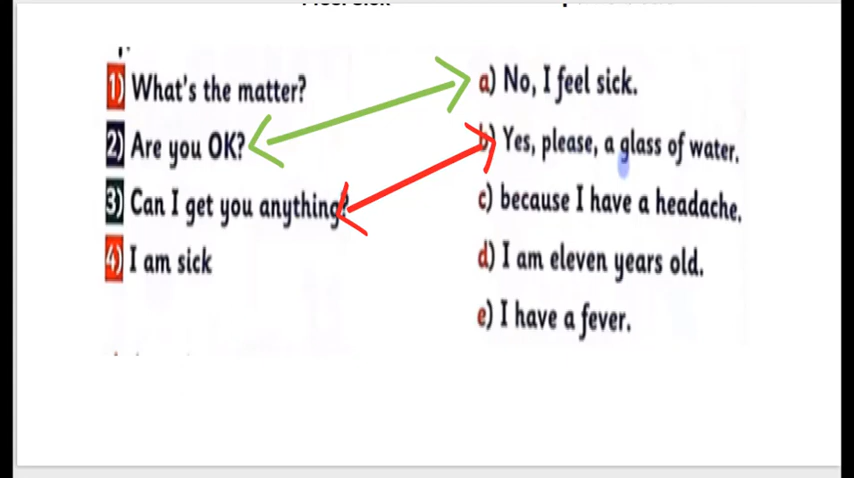 1) What's the matter?
a) No, I feel sick.
2) Are you OK?
b) Yes, please, a glass of water.
3) Can I get you anything?
c) because I have a headache.
4) I am sick
d) I am eleven years old.
e) I have a fever.